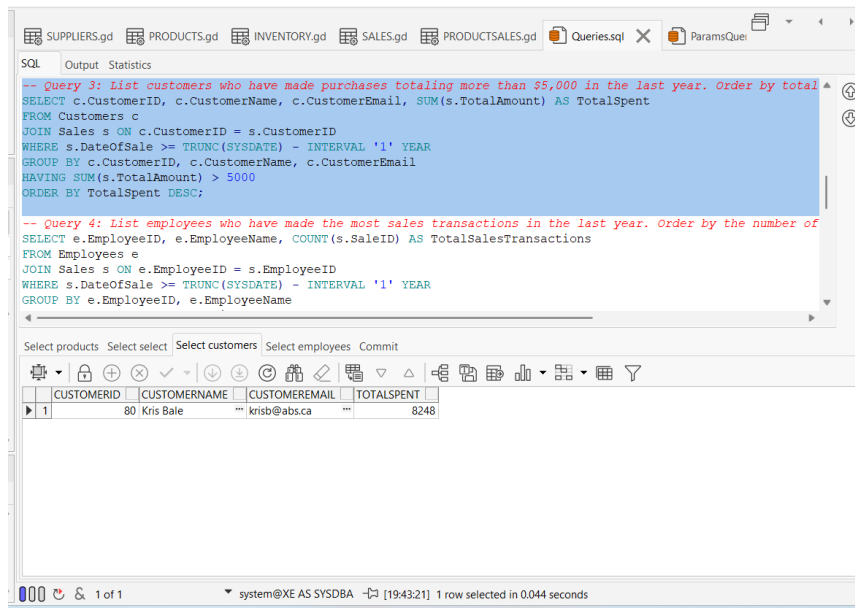 SUPPLIERS.gd PRODUCTS.gd INVENTORY.gd SALES.gd PRODUCTSALES.gd Queries.sql ParamsQuer
SQL Output Statistics
-- Query 3: List customers who have made purchases totaling more than $5,000 in the last year. Order by total
SELECT c.CustomerID, c.CustomerName, c.CustomerEmail, SUM(s.TotalAmount) AS TotalSpent
FROM Customers c
JOIN Sales s ON c.CustomerID = s.CustomerID
WHERE s.DateOfSale >= TRUNC(SYSDATE) - INTERVAL '1' YEAR
GROUP BY c.CustomerID, c.CustomerName, c.CustomerEmail
HAVING SUM(s.TotalAmount) > 5000
ORDER BY TotalSpent DESC;
-- Query 4: List employees who have made the most sales transactions in the last year. Order by the number of
SELECT e.EmployeeID, e.EmployeeName, COUNT(s.SaleID) AS TotalSalesTransactions
FROM Employees e
JOIN Sales s ON e.EmployeeID = s.EmployeeID
WHERE s.DateOfSale >= TRUNC(SYSDATE) - INTERVAL '1' YEAR
GROUP BY e.EmployeeID, e.EmployeeName
Select products Select select Select customers Select employees Commit
CUSTOMERID CUSTOMERNAME CUSTOMEREMAIL TOTALSPENT
1 80 Kris Bale ... krisb@abs.ca ... 8248
& 1 of 1 system@XE AS SYSDBA [19:43:21] 1 row selected in 0.044 seconds